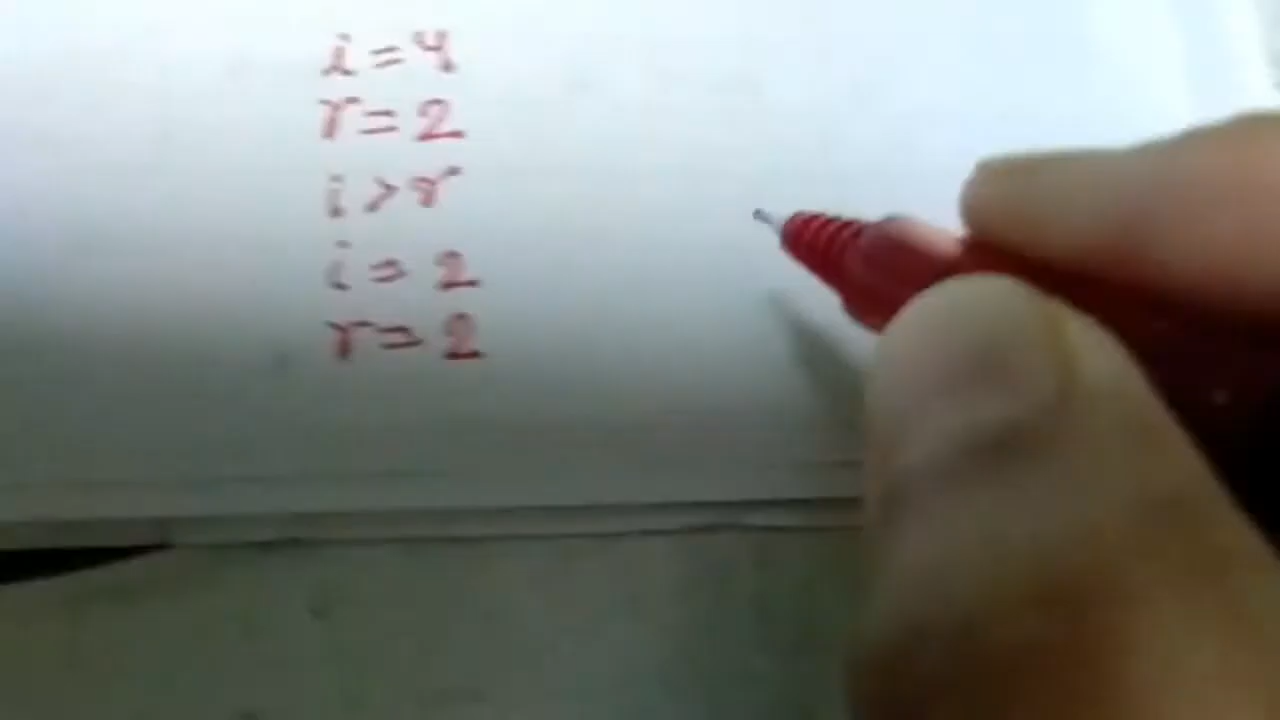 i = 4
r = 2
i > r
i = 2
r = 2